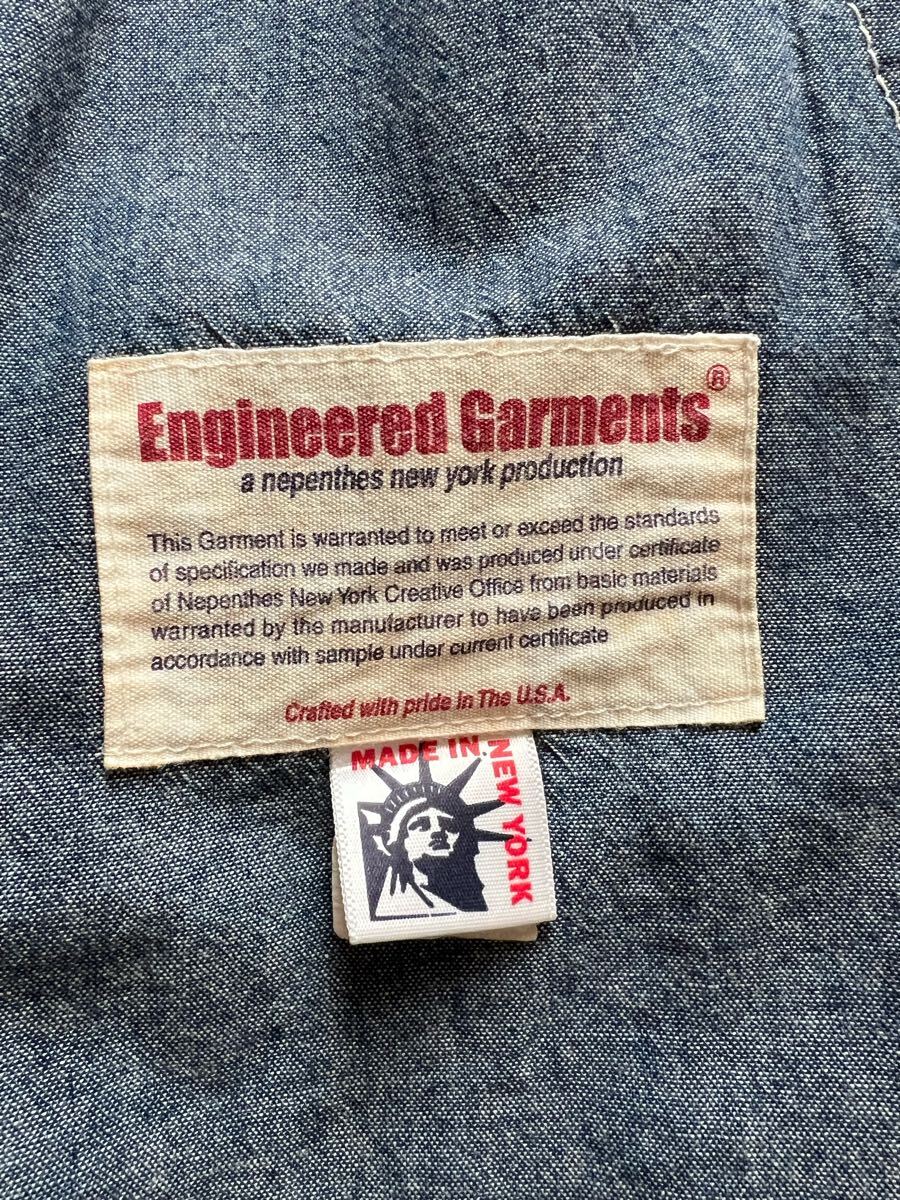 Engineered Garments®
a nepenthes new york production
This Garment is warranted to meet or exceed the standards
of specification we made and was produced under certificate
of Nepenthes New York Creative Office from basic materials
warranted by the manufacturer to have been produced in
accordance with sample under current certificate
Crafted with pride in The U.S.A.
MADE IN
NEW YORK